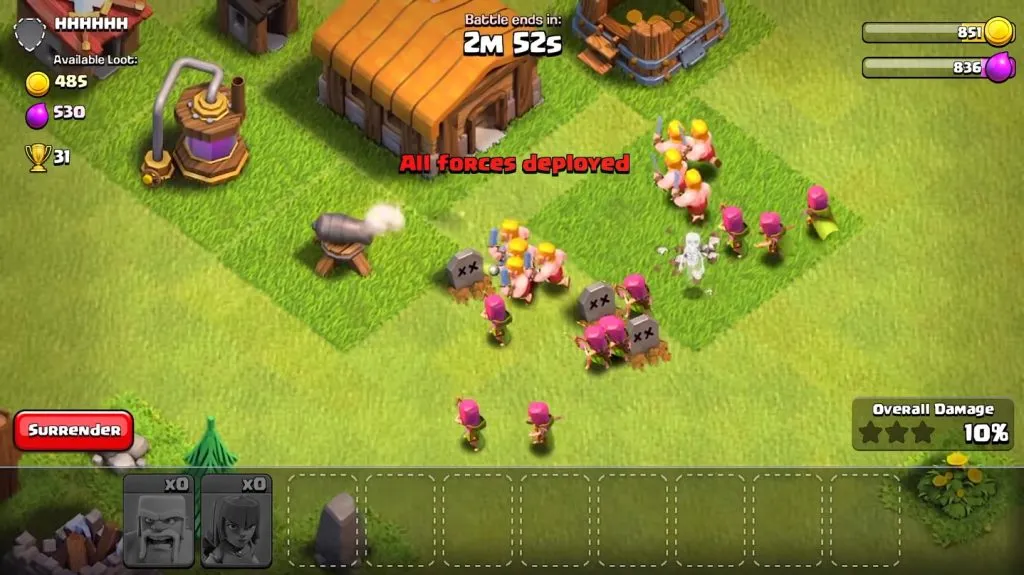 HHHHHH
Battle ends in:
2M 52s
851
Available Loot:
485
836
530
31
All forces deployed
Overall Damage
10%
Surrender
x0
x0